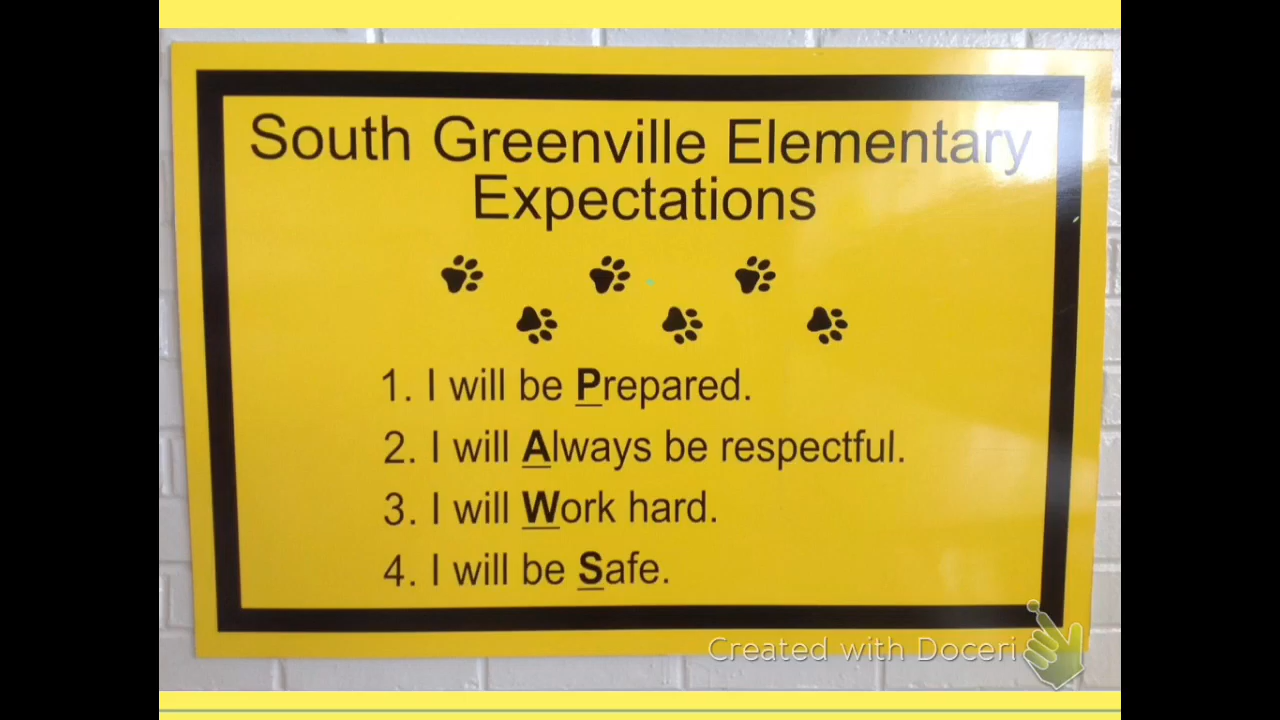 South Greenville Elementary
Expectations
1. I will be Prepared.
2. I will Always be respectful.
3. I will Work hard.
4. I will be Safe.
Created with Doceri